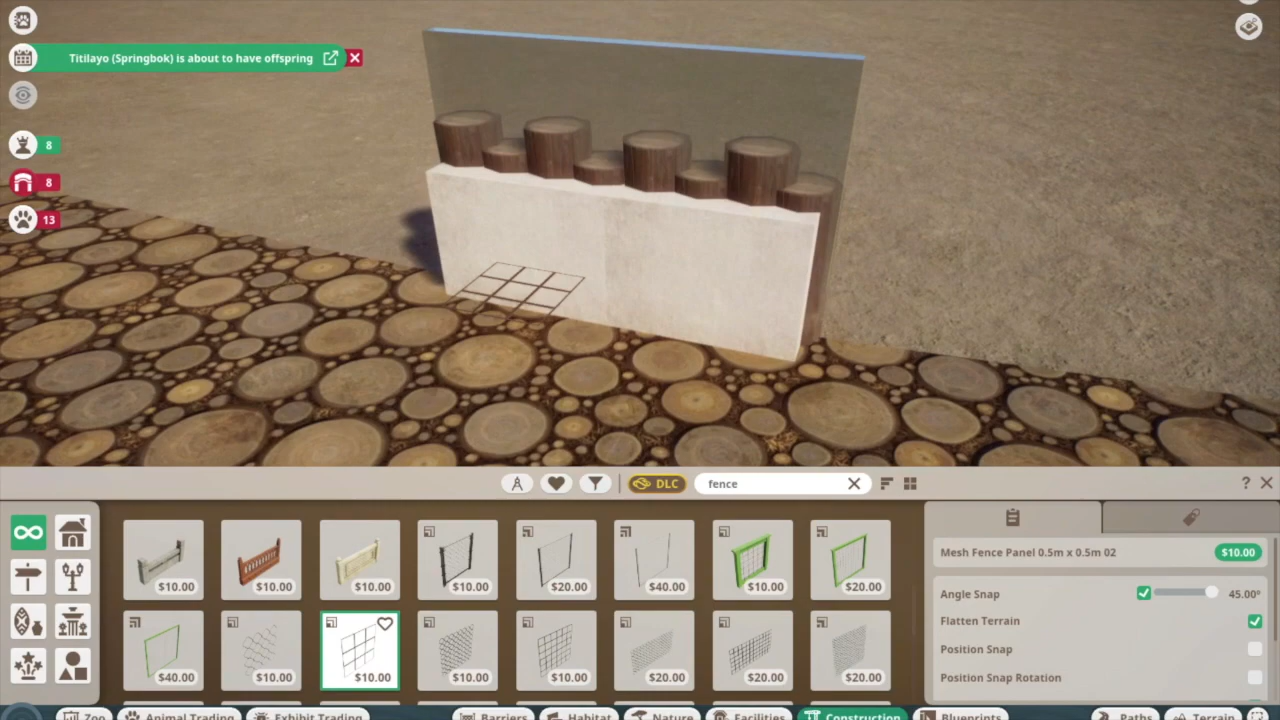 Titilayo (Springbok) is about to have offspring
8
8
13
DLC
fence
?
$10.00 $10.00 $10.00 $10.00 $20.00 $40.00 $10.00 $20.00
$40.00 $10.00 $10.00 $10.00 $10.00 $20.00 $20.00 $20.00
Mesh Fence Panel 0.5m x 0.5m 02 $10.00
Angle Snap 45.00°
Flatten Terrain
Position Snap
Position Snap Rotation
Zoo Animal Trading Exhibit Trading Barriers Habitat Nature Facilities Construction Blueprints Paths Terrain